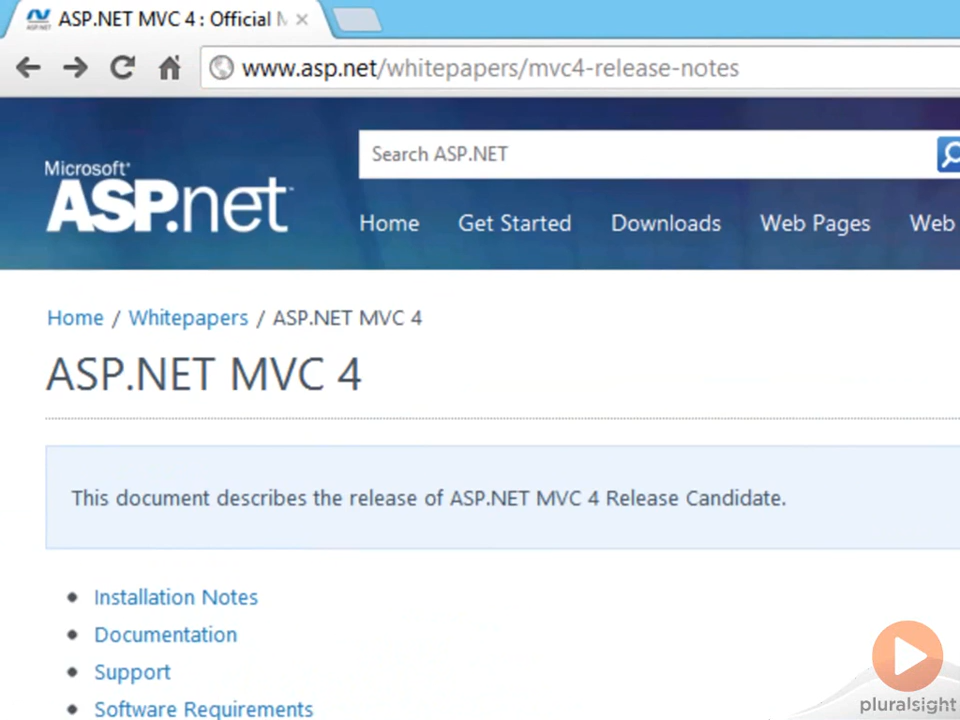 ASP.NET MVC 4 : Official M
www.asp.net/whitepapers/mvc4-release-notes
Search ASP.NET
Microsoft
ASP.net
Home Get Started Downloads Web Pages Web
Home / Whitepapers / ASP.NET MVC 4
ASP.NET MVC 4
This document describes the release of ASP.NET MVC 4 Release Candidate.
Installation Notes
Documentation
Support
Software Requirements
pluralsight